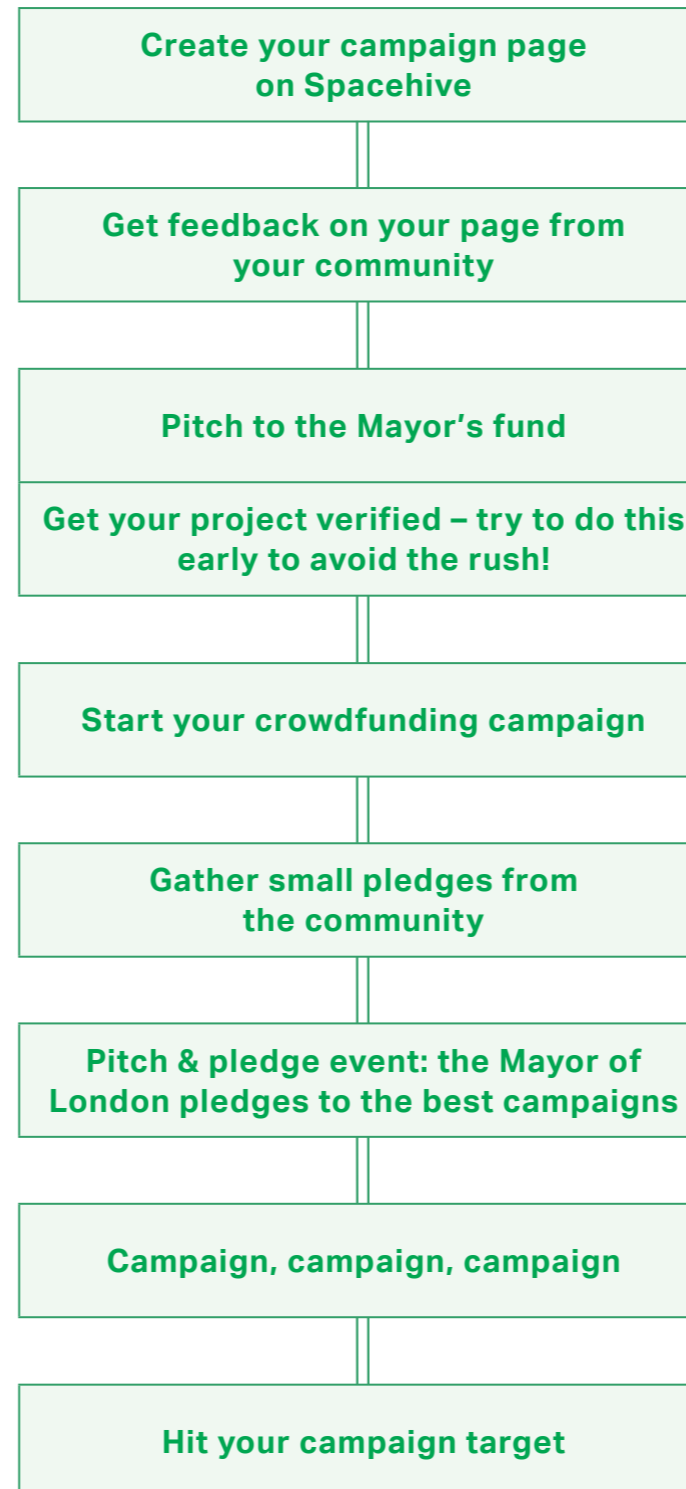 Create your campaign page
on Spacehive
Get feedback on your page from
your community
Pitch to the Mayor’s fund
Get your project verified – try to do this
early to avoid the rush!
Start your crowdfunding campaign
Gather small pledges from
the community
Pitch & pledge event: the Mayor of
London pledges to the best campaigns
Campaign, campaign, campaign
Hit your campaign target